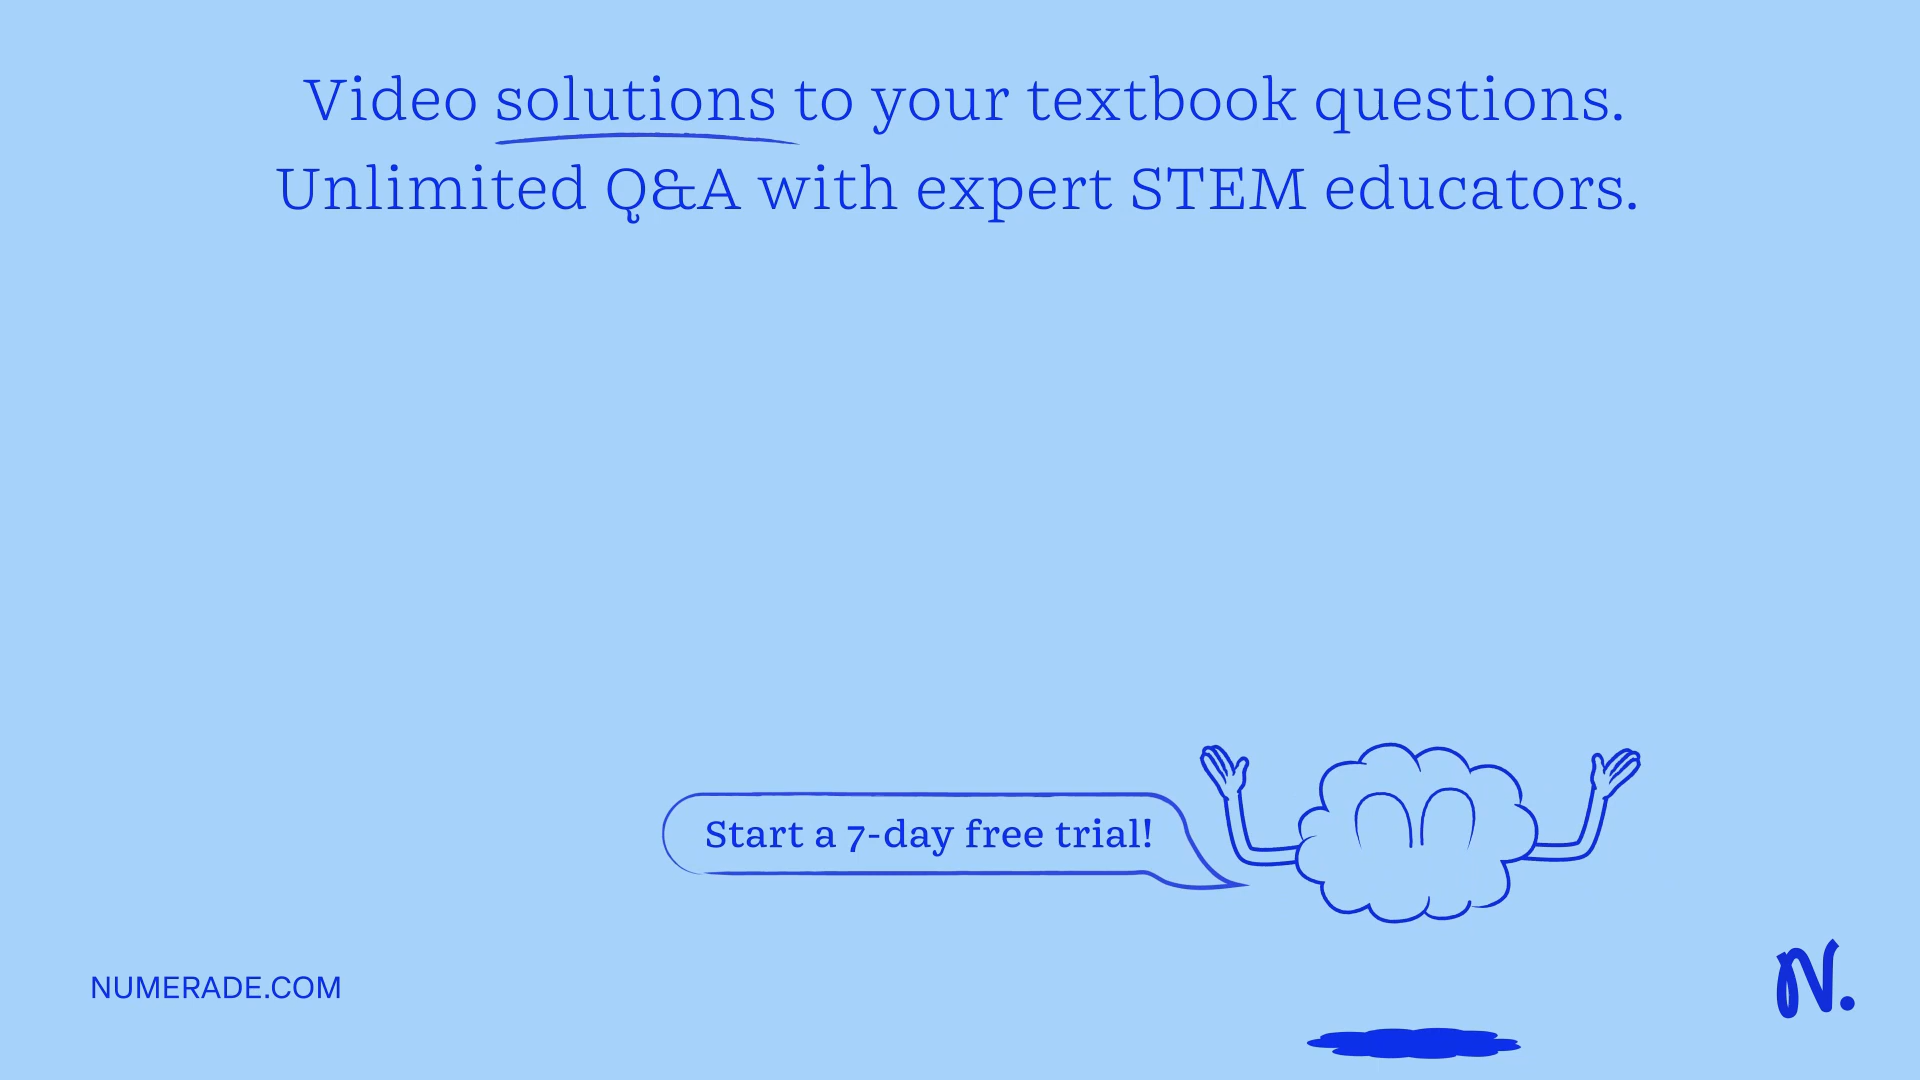 Video solutions to your textbook questions.
Unlimited Q&A with expert STEM educators.
Start a 7-day free trial!
NUMERADE.COM
N.